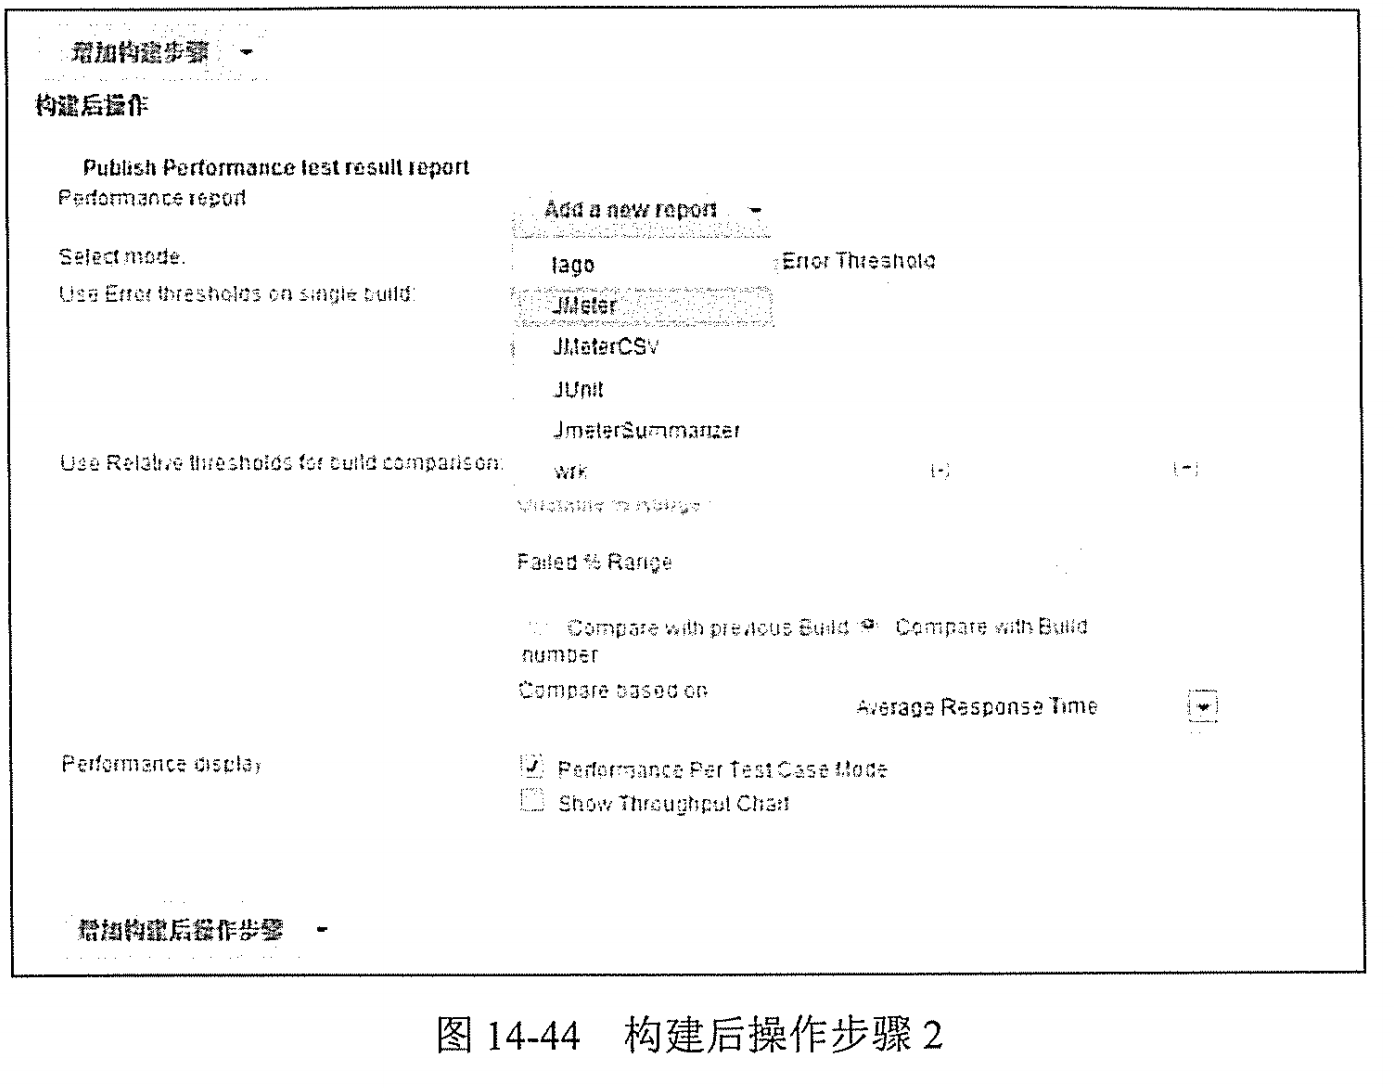 增加构建步骤
构建后操作
Publish Performance test result report
Performance report
Add a new report
Select mode:
Iago
Error Threshold
Use Error thresholds on single build:
JMeter
JMeterCSV
JUnit
JmeterSummarizer
Use Relative thresholds for build comparison:
wrk
(-)
(+)
Unstable % Range
Failed % Range
Compare with previous Build
Compare with Build
number
Compare based on
Average Response Time
Performance display
Performance Per Test Case Mode
Show Throughput Chart
增加构建后操作步骤
图 14-44 构建后操作步骤 2